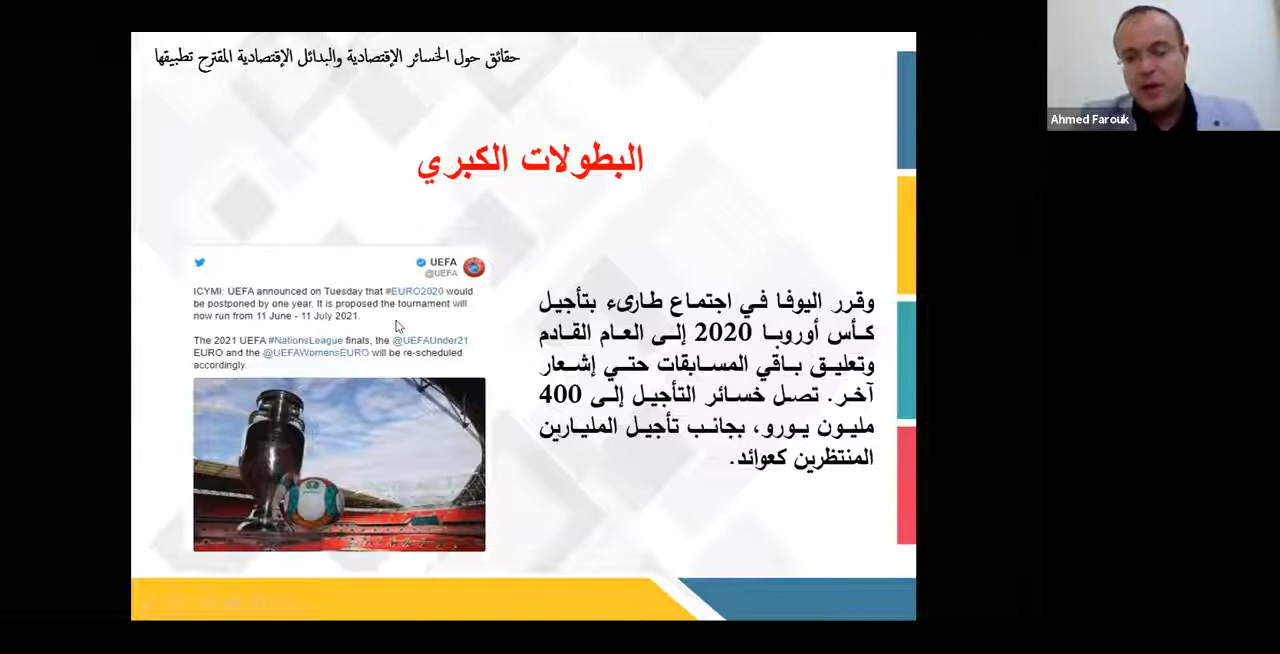 حقائق حول الخسائر الإقتصادية والبدائل الإقتصادية المقترح تطبيقها
Ahmed Farouk
البطولات الكبري
UEFA
@UEFA
ICYMI: UEFA announced on Tuesday that #EURO2020 would
be postponed by one year. It is proposed the tournament will
now run from 11 June - 11 July 2021.
The 2021 UEFA #NationsLeague finals, the @UEFAUnder21
EURO and the @UEFAWomensEURO will be re-scheduled
accordingly.
وقرر اليوفا في اجتماع طارىء بتأجيل
كأس أوروبا 2020 إلى العام القادم
وتعليق باقي المسابقات حتي إشعار
آخر. تصل خسائر التأجيل إلى 400
مليون يورو، بجانب تأجيل المليارين
المنتظرين كعوائد.